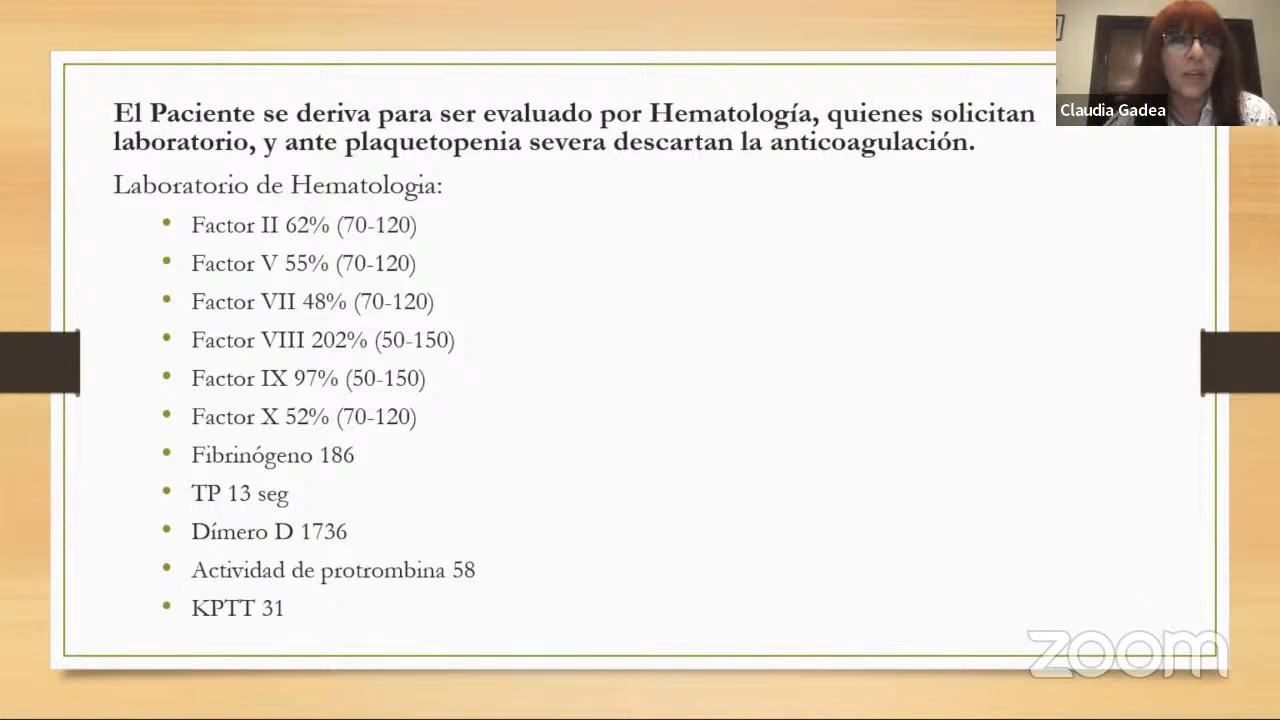 El Paciente se deriva para ser evaluado por Hematología, quienes solicitan
laboratorio, y ante plaquetopenia severa descartan la anticoagulación.
Laboratorio de Hematologia:
• Factor II 62% (70-120)
• Factor V 55% (70-120)
• Factor VII 48% (70-120)
• Factor VIII 202% (50-150)
• Factor IX 97% (50-150)
• Factor X 52% (70-120)
• Fibrinógeno 186
• TP 13 seg
• Dímero D 1736
• Actividad de protrombina 58
• KPTT 31
Claudia Gadea
zoom